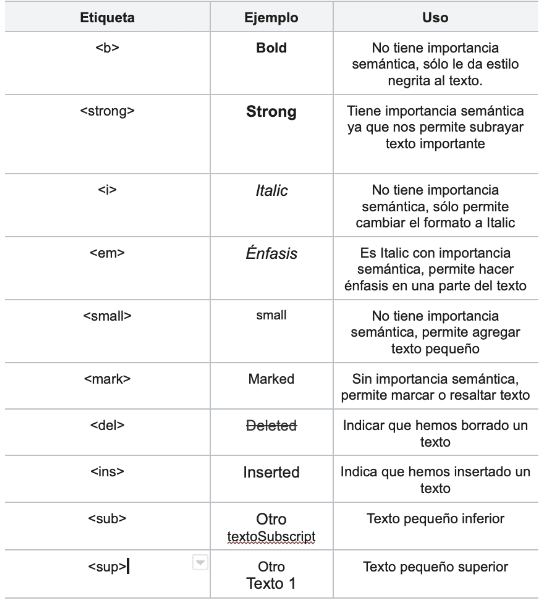 Etiqueta Ejemplo Uso
<b> Bold No tiene importancia
semántica, sólo le da estilo
negrita al texto.
<strong> Strong Tiene importancia semántica
ya que nos permite subrayar
texto importante
<i> Italic No tiene importancia
semántica, sólo permite
cambiar el formato a Italic
<em> Énfasis Es Italic con importancia
semántica, permite hacer
énfasis en una parte del texto
<small> small No tiene importancia
semántica, permite agregar
texto pequeño
<mark> Marked Sin importancia semántica,
permite marcar o resaltar texto
<del> Deleted Indicar que hemos borrado un
texto
<ins> Inserted Indica que hemos insertado un
texto
<sub> Otro Texto pequeño inferior
textoSubscript
<sup> Otro Texto pequeño superior
Texto 1